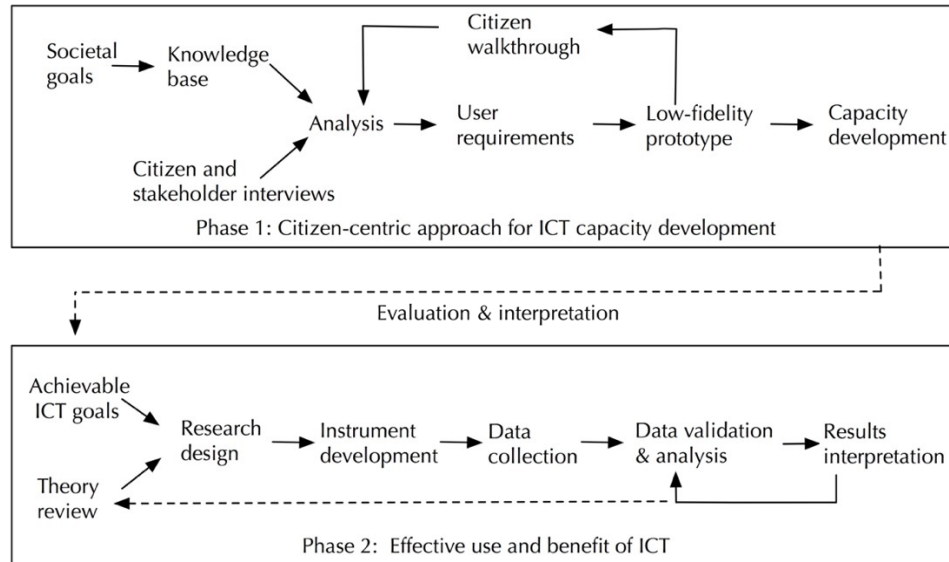 Societal
goals
Knowledge
base
Citizen and
stakeholder interviews
Analysis
Citizen
walkthrough
User
requirements
Low-fidelity
prototype
Capacity
development
Phase 1: Citizen-centric approach for ICT capacity development
Evaluation & interpretation
Achievable
ICT goals
Theory
review
Research
design
Instrument
development
Data
collection
Data validation
& analysis
Results
interpretation
Phase 2: Effective use and benefit of ICT